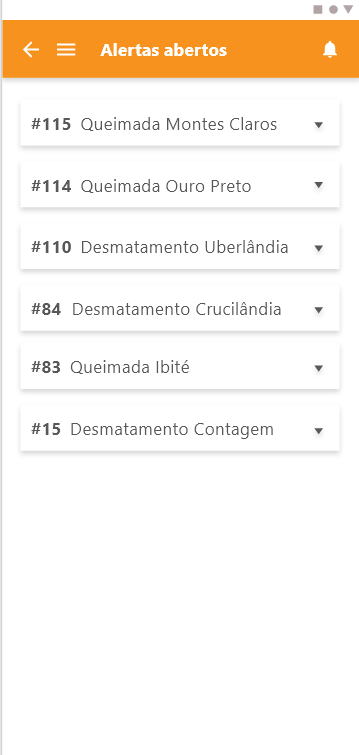 Alertas abertos
#115 Queimada Montes Claros
#114 Queimada Ouro Preto
#110 Desmatamento Uberlândia
#84 Desmatamento Crucilândia
#83 Queimada Ibité
#15 Desmatamento Contagem